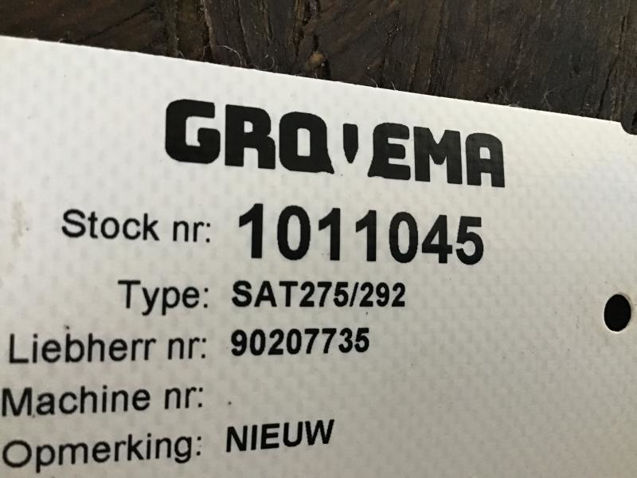 GROVEMA
Stock nr: 1011045
Type: SAT275/292
Liebherr nr: 90207735
Machine nr:
Opmerking: NIEUW